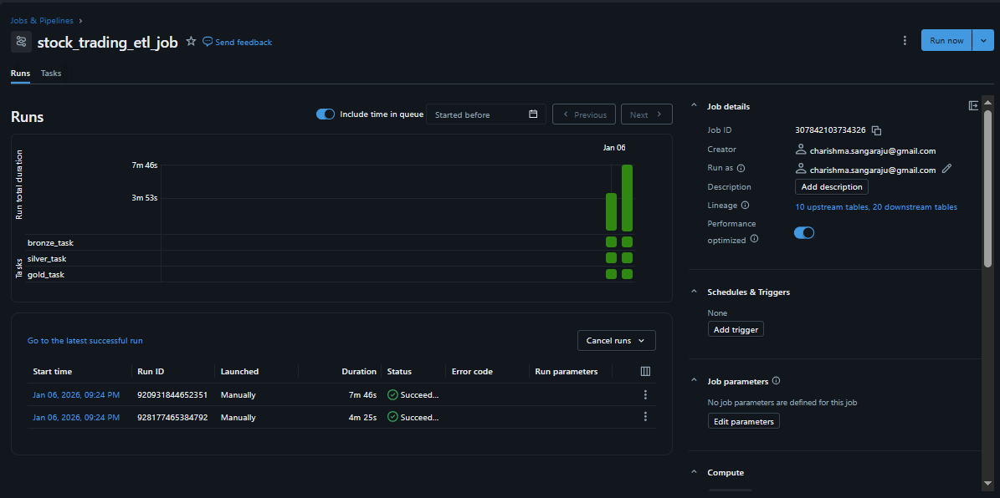 Jobs & Pipelines ›
stock_trading_etl_job Send feedback
Run now
Runs Tasks
Runs
Include time in queue
Started before
Previous
Next
Jan 06
Run total duration
7m 46s
3m 53s
Tasks
bronze_task
silver_task
gold_task
Go to the latest successful run
Cancel runs
Start time Run ID Launched Duration Status Error code Run parameters
Jan 06, 2026, 09:24 PM 920931844652351 Manually 7m 46s Succeed...
Jan 06, 2026, 09:24 PM 928177465384792 Manually 4m 25s Succeed...
Job details
Job ID 307842103734326
Creator charishma.sangaraju@gmail.com
Run as charishma.sangaraju@gmail.com
Description Add description
Lineage 10 upstream tables, 20 downstream tables
Performance
optimized
Schedules & Triggers
None
Add trigger
Job parameters
No job parameters are defined for this job
Edit parameters
Compute